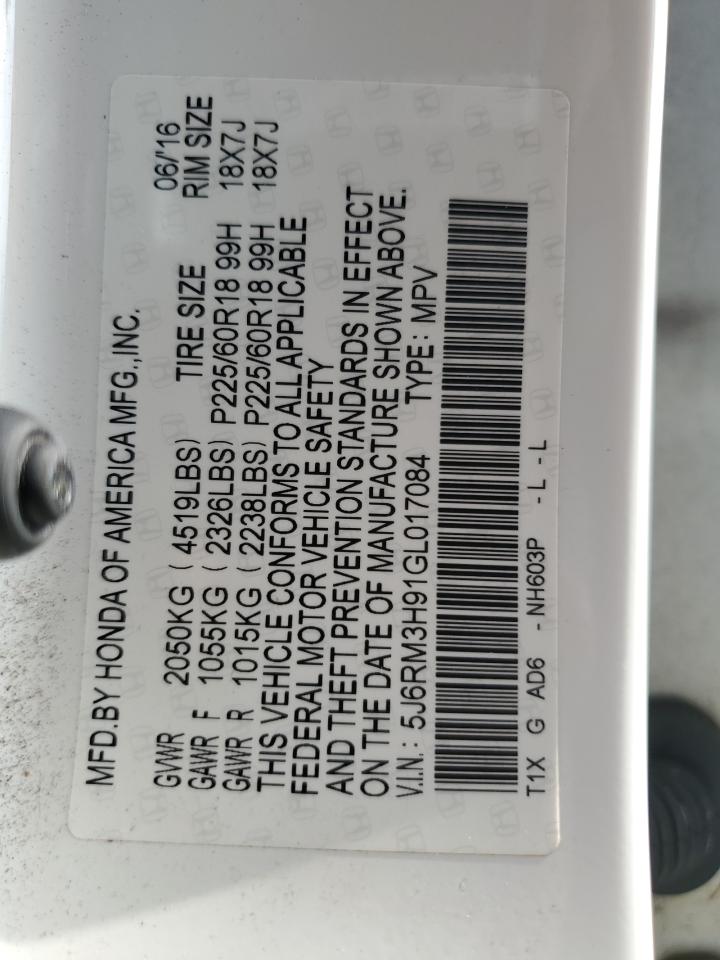 MFD.BY HONDA OF AMERICA MFG.,INC.
06/'16
GVWR 2050KG ( 4519LBS) TIRE SIZE RIM SIZE
GAWR F 1055KG ( 2326LBS) P225/60R18 99H 18X7J
GAWR R 1015KG ( 2238LBS) P225/60R18 99H 18X7J
THIS VEHICLE CONFORMS TO ALL APPLICABLE
FEDERAL MOTOR VEHICLE SAFETY
AND THEFT PREVENTION STANDARDS IN EFFECT
ON THE DATE OF MANUFACTURE SHOWN ABOVE.
V.I.N.: 5J6RM3H91GL017084 TYPE: MPV
T1X G AD6 - NH603P - L - L